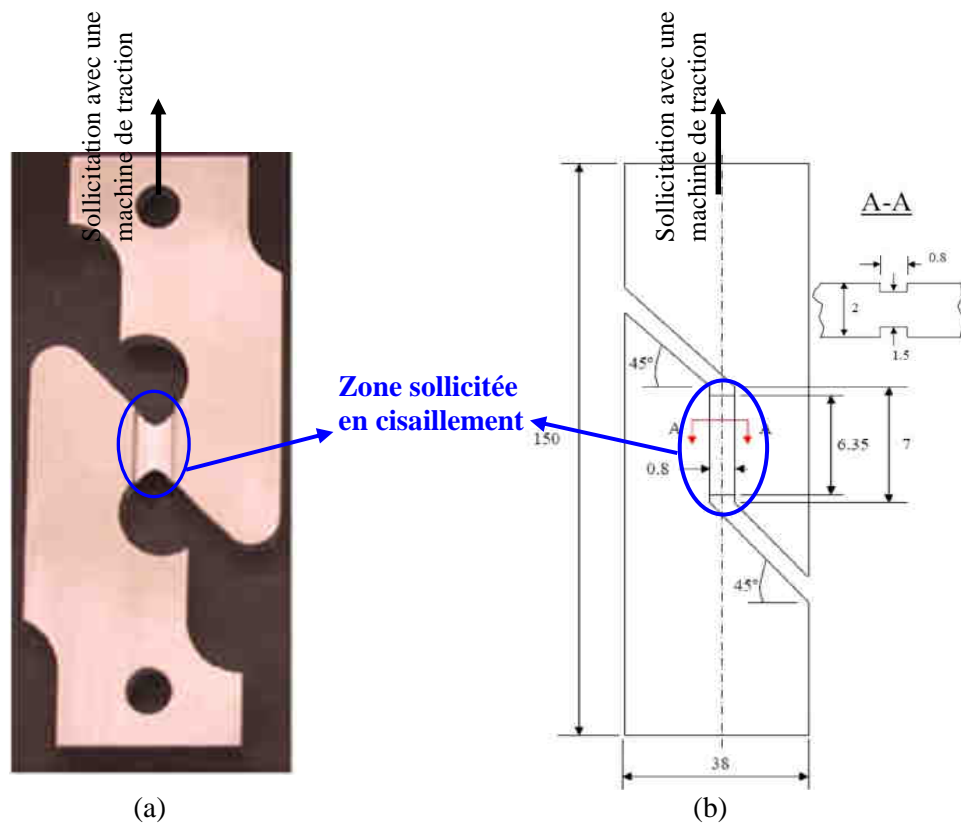 Sollicitation avec une
machine de traction
Sollicitation avec une
machine de traction
A-A
0.8
2
1.5
45°
Zone sollicitée
en cisaillement
150
A
A
6.35
7
0.8
45°
38
(a)
(b)